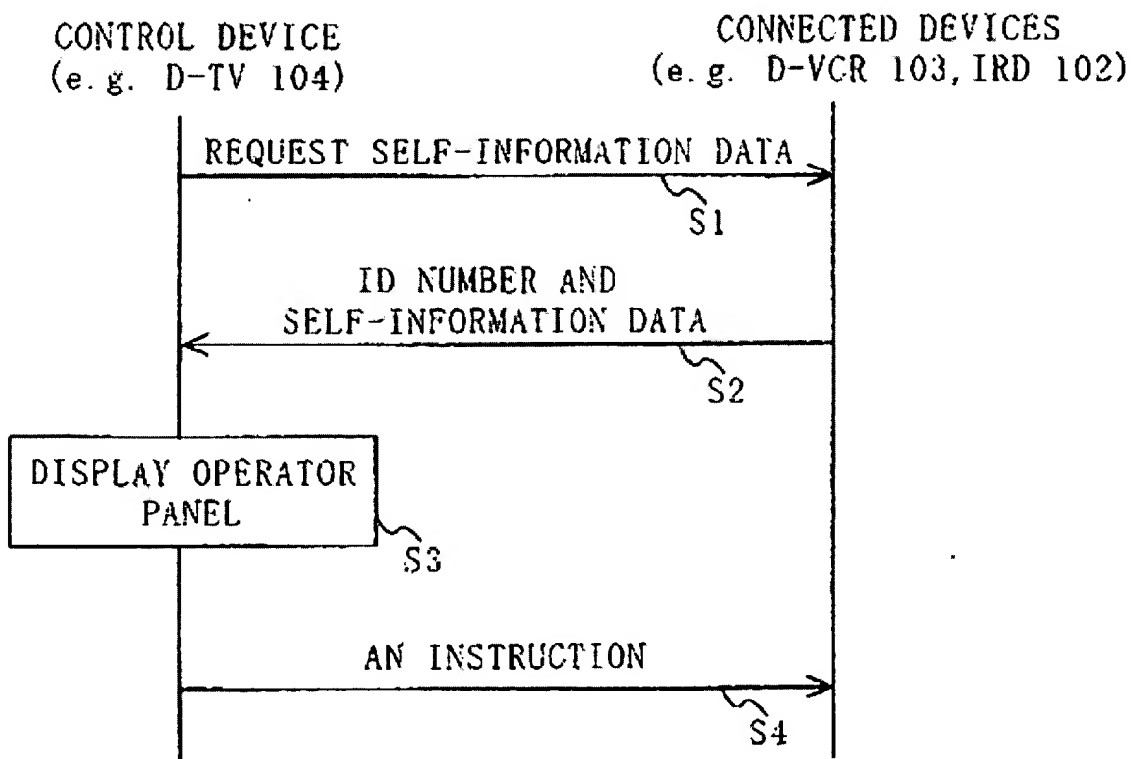 CONTROL DEVICE
(e.g. D-TV 104)
CONNECTED DEVICES
(e.g. D-VCR 103, IRD 102)
REQUEST SELF-INFORMATION DATA
S1
ID NUMBER AND
SELF-INFORMATION DATA
S2
DISPLAY OPERATOR
PANEL
S3
AN INSTRUCTION
S4